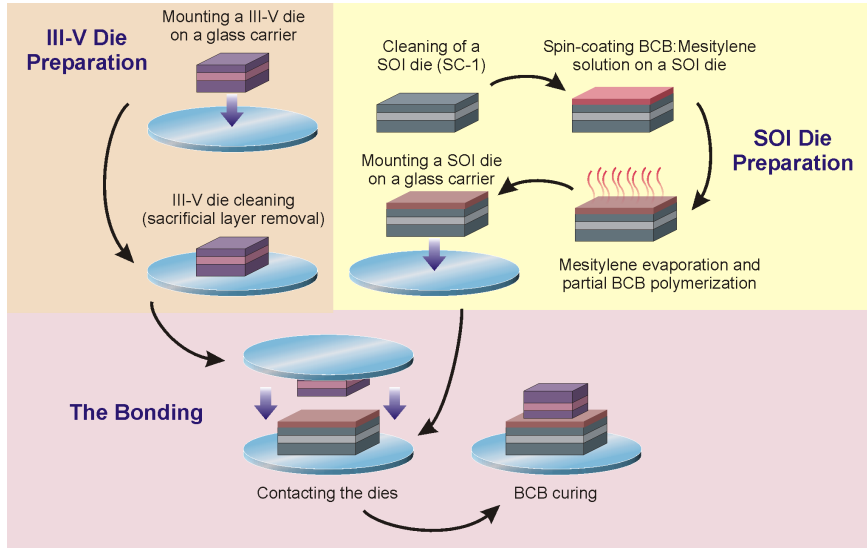 III-V Die
Preparation
Mounting a III-V die
on a glass carrier
III-V die cleaning
(sacrificial layer removal)
Cleaning of a
SOI die (SC-1)
Spin-coating BCB:Mesitylene
solution on a SOI die
SOI Die
Preparation
Mounting a SOI die
on a glass carrier
Mesitylene evaporation and
partial BCB polymerization
The Bonding
Contacting the dies
BCB curing